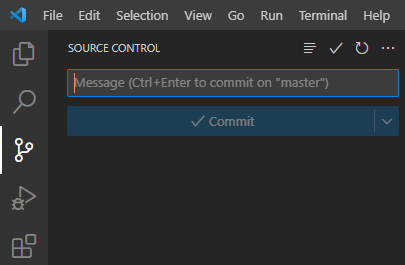 File Edit Selection View Go Run Terminal Help
SOURCE CONTROL
Message (Ctrl+Enter to commit on "master")
Commit